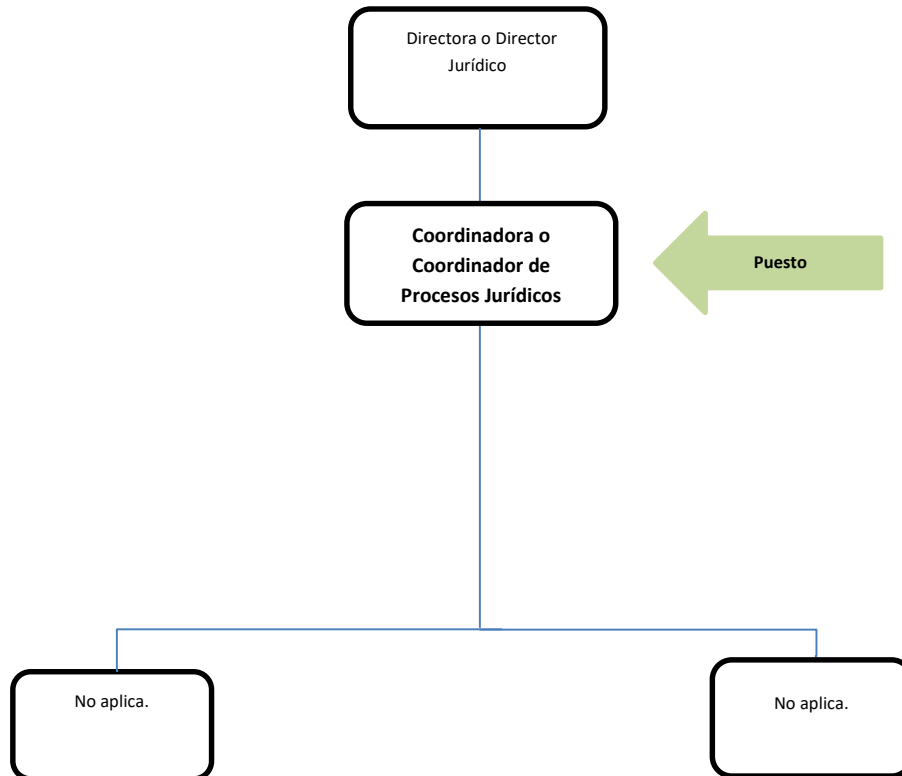 Directora o Director
Jurídico
Coordinadora o
Coordinador de
Procesos Jurídicos
Puesto
No aplica.
No aplica.